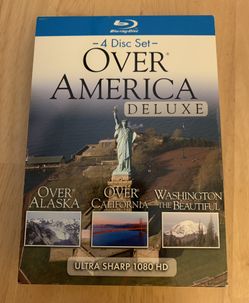 Blu-ray Disc
4 Disc Set
OVER®
AMERICA
DELUXE
OVER®
ALASKA
OVER®
CALIFORNIA
WASHINGTON
THE BEAUTIFUL
ULTRA SHARP 1080 HD